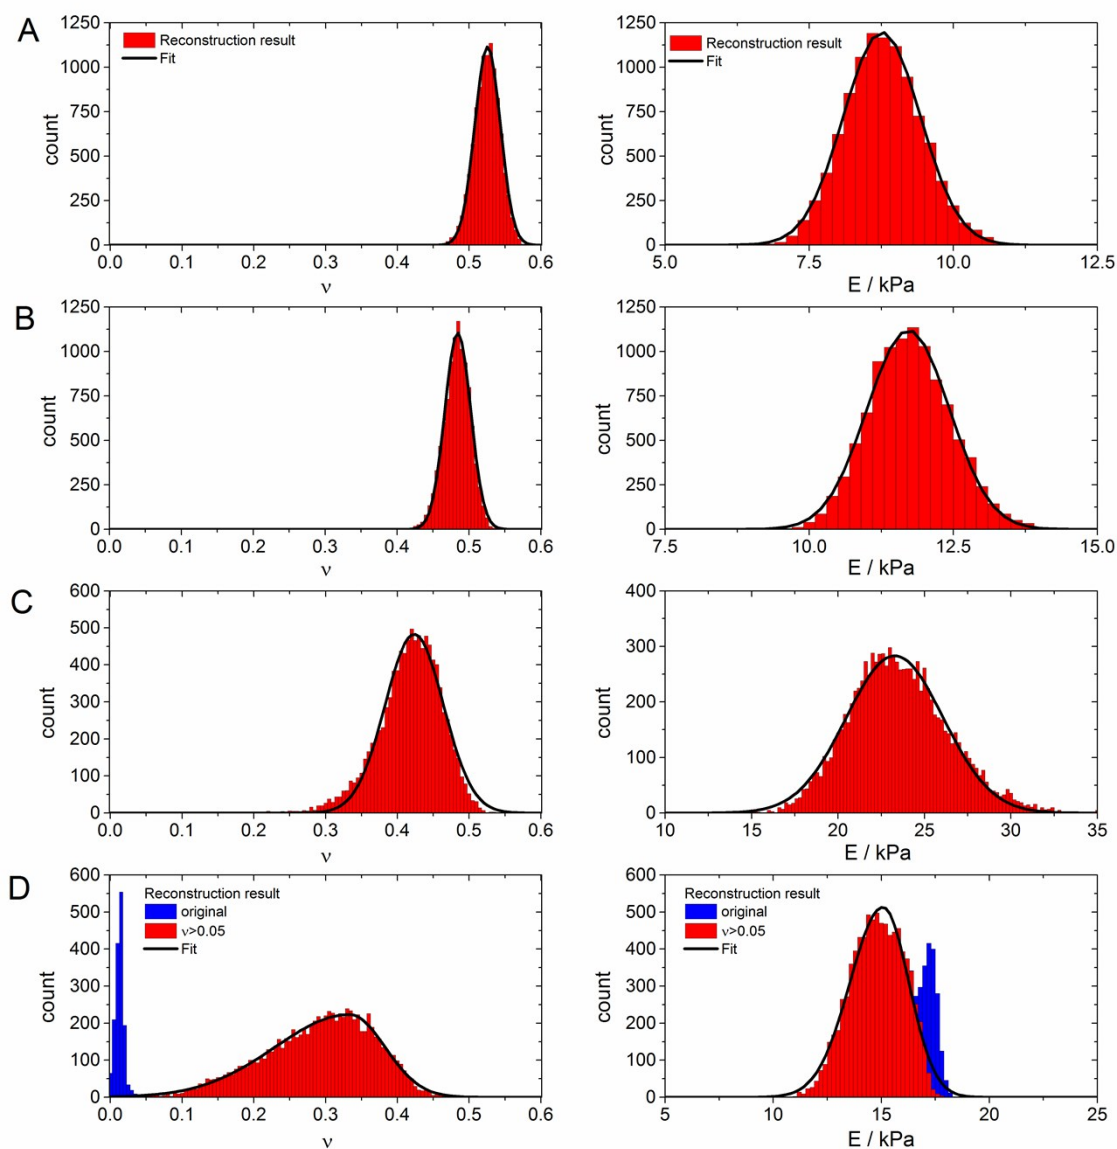 A
1250
1000
750
500
250
0
count
Reconstruction result
Fit
0.0 0.1 0.2 0.3 0.4 0.5 0.6
ν
1250
1000
750
500
250
0
count
Reconstruction result
Fit
5.0 7.5 10.0 12.5
E / kPa
B
1250
1000
750
500
250
0
count
0.0 0.1 0.2 0.3 0.4 0.5 0.6
ν
1250
1000
750
500
250
0
count
7.5 10.0 12.5 15.0
E / kPa
C
600
500
400
300
200
100
0
count
0.0 0.1 0.2 0.3 0.4 0.5 0.6
ν
400
300
200
100
0
count
10 15 20 25 30 35
E / kPa
D
600
500
400
300
200
100
0
count
Reconstruction result
original
ν>0.05
Fit
0.0 0.1 0.2 0.3 0.4 0.5 0.6
ν
600
500
400
300
200
100
0
count
Reconstruction result
original
ν>0.05
Fit
10 15 20 25
E / kPa